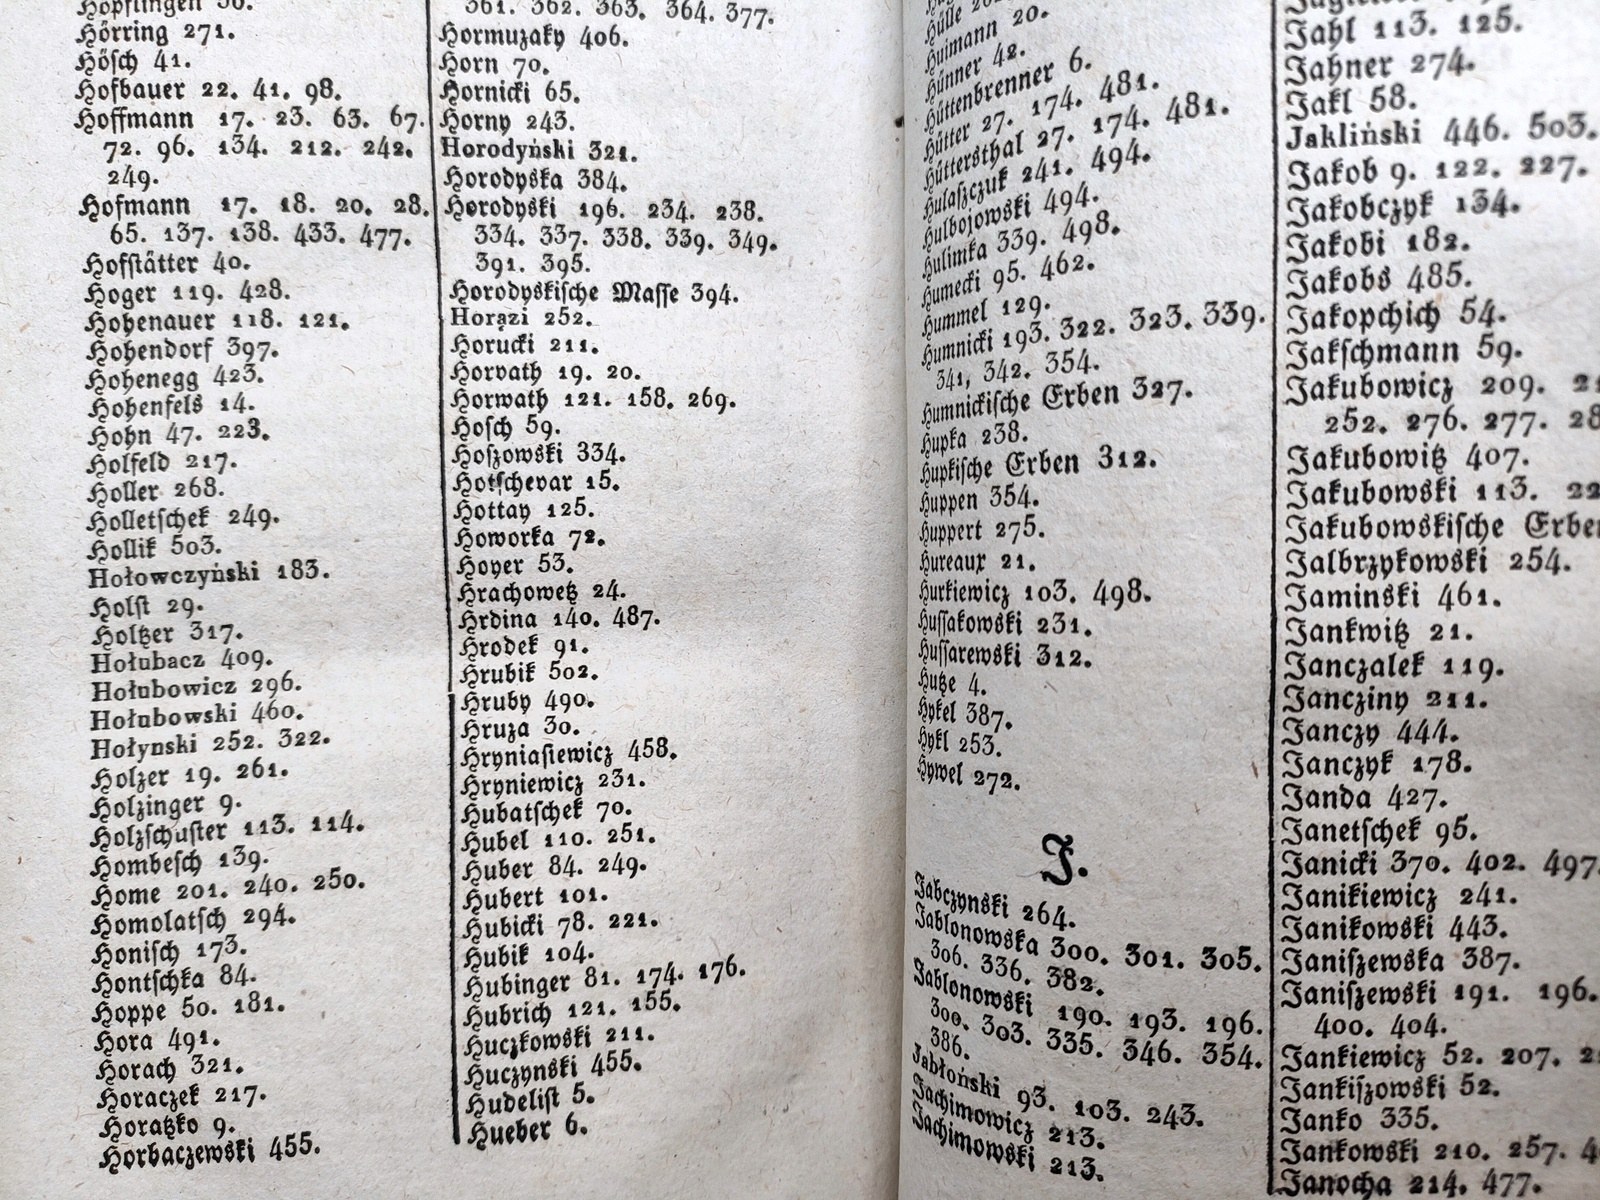 Höpflingen 50.
Hörring 271.
Hösch 41.
Hofbauer 22. 41. 98.
Hoffmann 17. 23. 63. 67.
72. 96. 134. 212. 242.
249.
Hofmann 17. 18. 20. 28.
65. 137. 138. 433. 477.
Hofstätter 40.
Hoger 119. 428.
Hohenauer 118. 121.
Hohendorf 397.
Hohenegg 423.
Hohenfels 14.
Hohn 47. 223.
Holfeld 217.
Holler 268.
Holletschek 249.
Hollik 503.
Hołowczyński 183.
Holst 29.
Holtzer 317.
Hołubacz 409.
Hołubowicz 296.
Hołubowski 460.
Hołynski 252. 322.
Holzer 19. 261.
Holzinger 9.
Holzschuster 113. 114.
Hombesch 139.
Home 201. 240. 250.
Homolatsch 294.
Honisch 173.
Hontschka 84.
Hoppe 50. 181.
Hora 491.
Horach 321.
Horaczek 217.
Horatzko 9.
Horbaczewski 455.
361. 362. 363. 364. 377.
Hormuzaky 406.
Horn 70.
Hornicki 65.
Horny 243.
Horodyński 321.
Horodyska 384.
Horodyski 196. 234. 238.
334. 337. 338. 339. 349.
391. 395.
Horodyskische Masse 394.
Horązi 252.
Horucki 211.
Horvath 19. 20.
Horwath 121. 158. 269.
Hosch 59.
Hoszowski 334.
Hotschevar 15.
Hottay 125.
Howorka 72.
Hoyer 53.
Hrachowetz 24.
Hrdina 140. 487.
Hrodek 91.
Hrubik 502.
Hruby 490.
Hruza 30.
Hryniasiewicz 458.
Hryniewicz 231.
Hubatschek 70.
Hubel 110. 251.
Huber 84. 249.
Hubert 101.
Hubicki 78. 221.
Hubik 104.
Hubinger 81. 174. 176.
Hubrich 121. 155.
Huczkowski 211.
Huczynski 455.
Hudelist 5.
Hueber 6.
Hülle
Huimann 20.
Hünner 42.
Hüttenbrenner 6.
Hütter 27. 174. 481.
Hüttersthal 27. 174. 481.
Hulaszczuk 241. 494.
Hulbojowski 494.
Hulimka 339. 498.
Humecki 95. 462.
Hummel 129.
Humnicki 193. 322. 323. 339.
341, 342. 354.
Humnickische Erben 327.
Hupka 238.
Hupkische Erben 312.
Huppen 354.
Huppert 275.
Hureaux 21.
Hurkiewicz 103. 498.
Hussakowski 231.
Hussarewski 312.
Hutze 4.
Hykel 387.
Hykl 253.
Hywel 272.
J.
Jabczynski 264.
Jablonowska 300. 301. 305.
306. 336. 382.
Jablonowski 190. 193. 196.
300. 303. 335. 346. 354.
386.
Jabłoński 93. 103. 243.
Jachimowicz 213.
Jachimowski 213.
Jahl 113. 125.
Jahner 274.
Jakl 58.
Jakliński 446. 503.
Jakob 9. 122. 227.
Jakobczyk 134.
Jakobi 182.
Jakobs 485.
Jakopchich 54.
Jakschmann 59.
Jakubowicz 209.
252. 276. 277.
Jakubowitz 407.
Jakubowski 113.
Jakubowskische Erben
Jalbrzykowski 254.
Jaminski 461.
Jankwitz 21.
Janczalek 119.
Jancziny 211.
Janczy 444.
Janczyk 178.
Janda 427.
Janetschek 95.
Janicki 370. 402. 497.
Janikiewicz 241.
Janikowski 443.
Janiszewska 387.
Janiszewski 191. 196.
400. 404.
Jankiewicz 52. 207.
Jankiszowski 52.
Janko 335.
Jankowski 210. 257.
Janocha 214. 477.